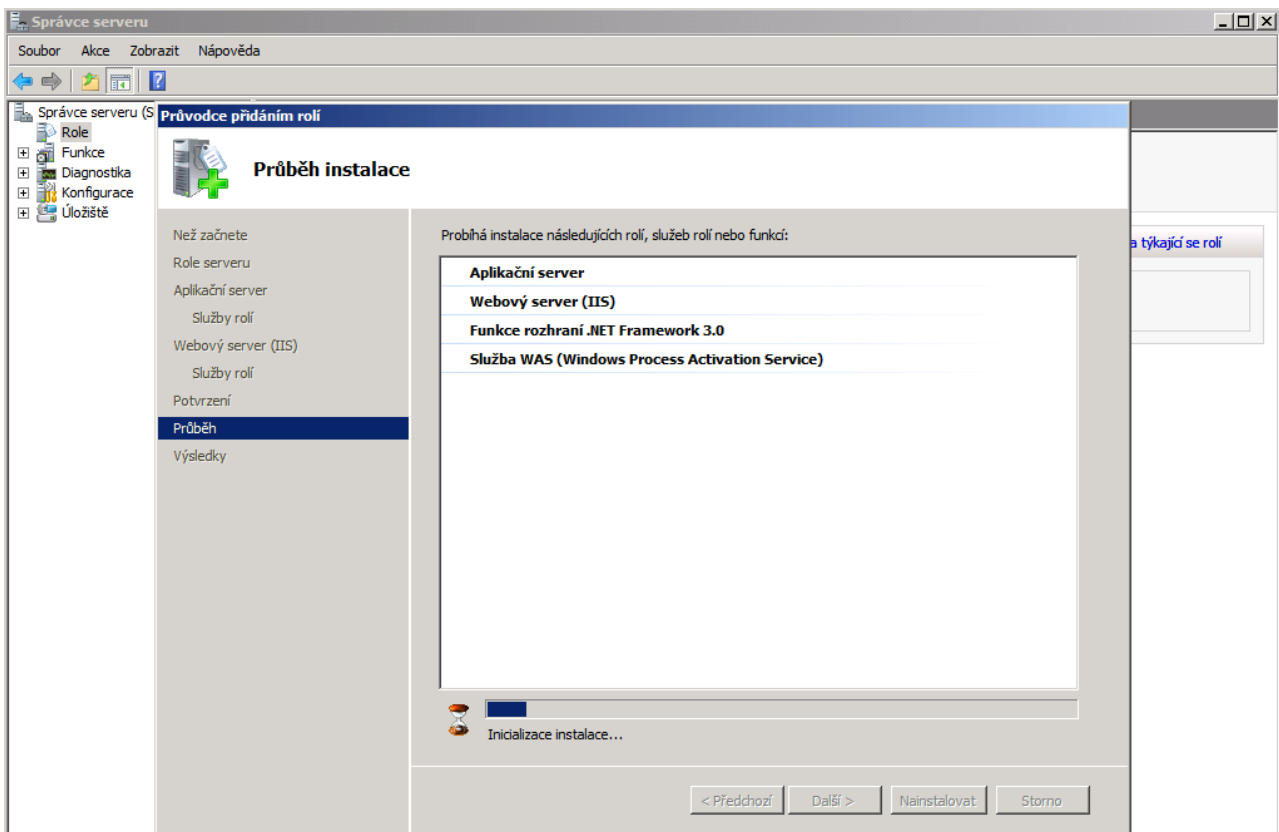 Správce serveru
Soubor Akce Zobrazit Nápověda
Správce serveru (S
Role
Funkce
Diagnostika
Konfigurace
Úložiště
Průvodce přidáním rolí
Průběh instalace
Než začnete
Role serveru
Aplikační server
Služby rolí
Webový server (IIS)
Služby rolí
Potvrzení
Průběh
Výsledky
Probíhá instalace následujících rolí, služeb rolí nebo funkcí:
Aplikační server
Webový server (IIS)
Funkce rozhraní .NET Framework 3.0
Služba WAS (Windows Process Activation Service)
Inicializace instalace...
< Předchozí Další > Nainstalovat Storno
a týkající se rolí